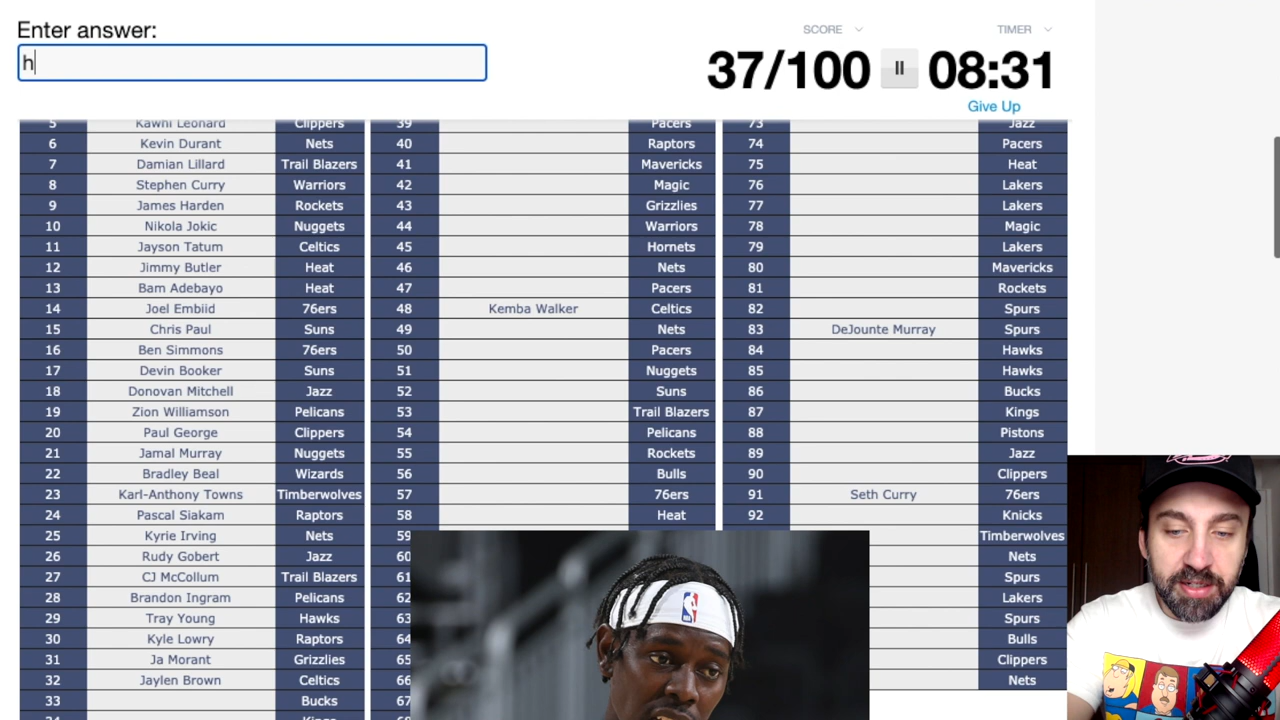 Enter answer:
h
SCORE
TIMER
37/100
08:31
Give Up
5 Kawhi Leonard Clippers 39 Pacers 73 Jazz
6 Kevin Durant Nets 40 Raptors 74 Pacers
7 Damian Lillard Trail Blazers 41 Mavericks 75 Heat
8 Stephen Curry Warriors 42 Magic 76 Lakers
9 James Harden Rockets 43 Grizzlies 77 Lakers
10 Nikola Jokic Nuggets 44 Warriors 78 Magic
11 Jayson Tatum Celtics 45 Hornets 79 Lakers
12 Jimmy Butler Heat 46 Nets 80 Mavericks
13 Bam Adebayo Heat 47 Pacers 81 Rockets
14 Joel Embiid 76ers 48 Kemba Walker Celtics 82 Spurs
15 Chris Paul Suns 49 Nets 83 DeJounte Murray Spurs
16 Ben Simmons 76ers 50 Pacers 84 Hawks
17 Devin Booker Suns 51 Nuggets 85 Hawks
18 Donovan Mitchell Jazz 52 Suns 86 Bucks
19 Zion Williamson Pelicans 53 Trail Blazers 87 Kings
20 Paul George Clippers 54 Pelicans 88 Pistons
21 Jamal Murray Nuggets 55 Rockets 89 Jazz
22 Bradley Beal Wizards 56 Bulls 90 Clippers
23 Karl-Anthony Towns Timberwolves 57 76ers 91 Seth Curry 76ers
24 Pascal Siakam Raptors 58 Heat 92 Knicks
25 Kyrie Irving Nets 59 Timberwolves
26 Rudy Gobert Jazz 60 Nets
27 CJ McCollum Trail Blazers 61 Spurs
28 Brandon Ingram Pelicans 62 Lakers
29 Tray Young Hawks 63 Spurs
30 Kyle Lowry Raptors 64 Bulls
31 Ja Morant Grizzlies 65 Clippers
32 Jaylen Brown Celtics 66 Nets
33 Bucks 67